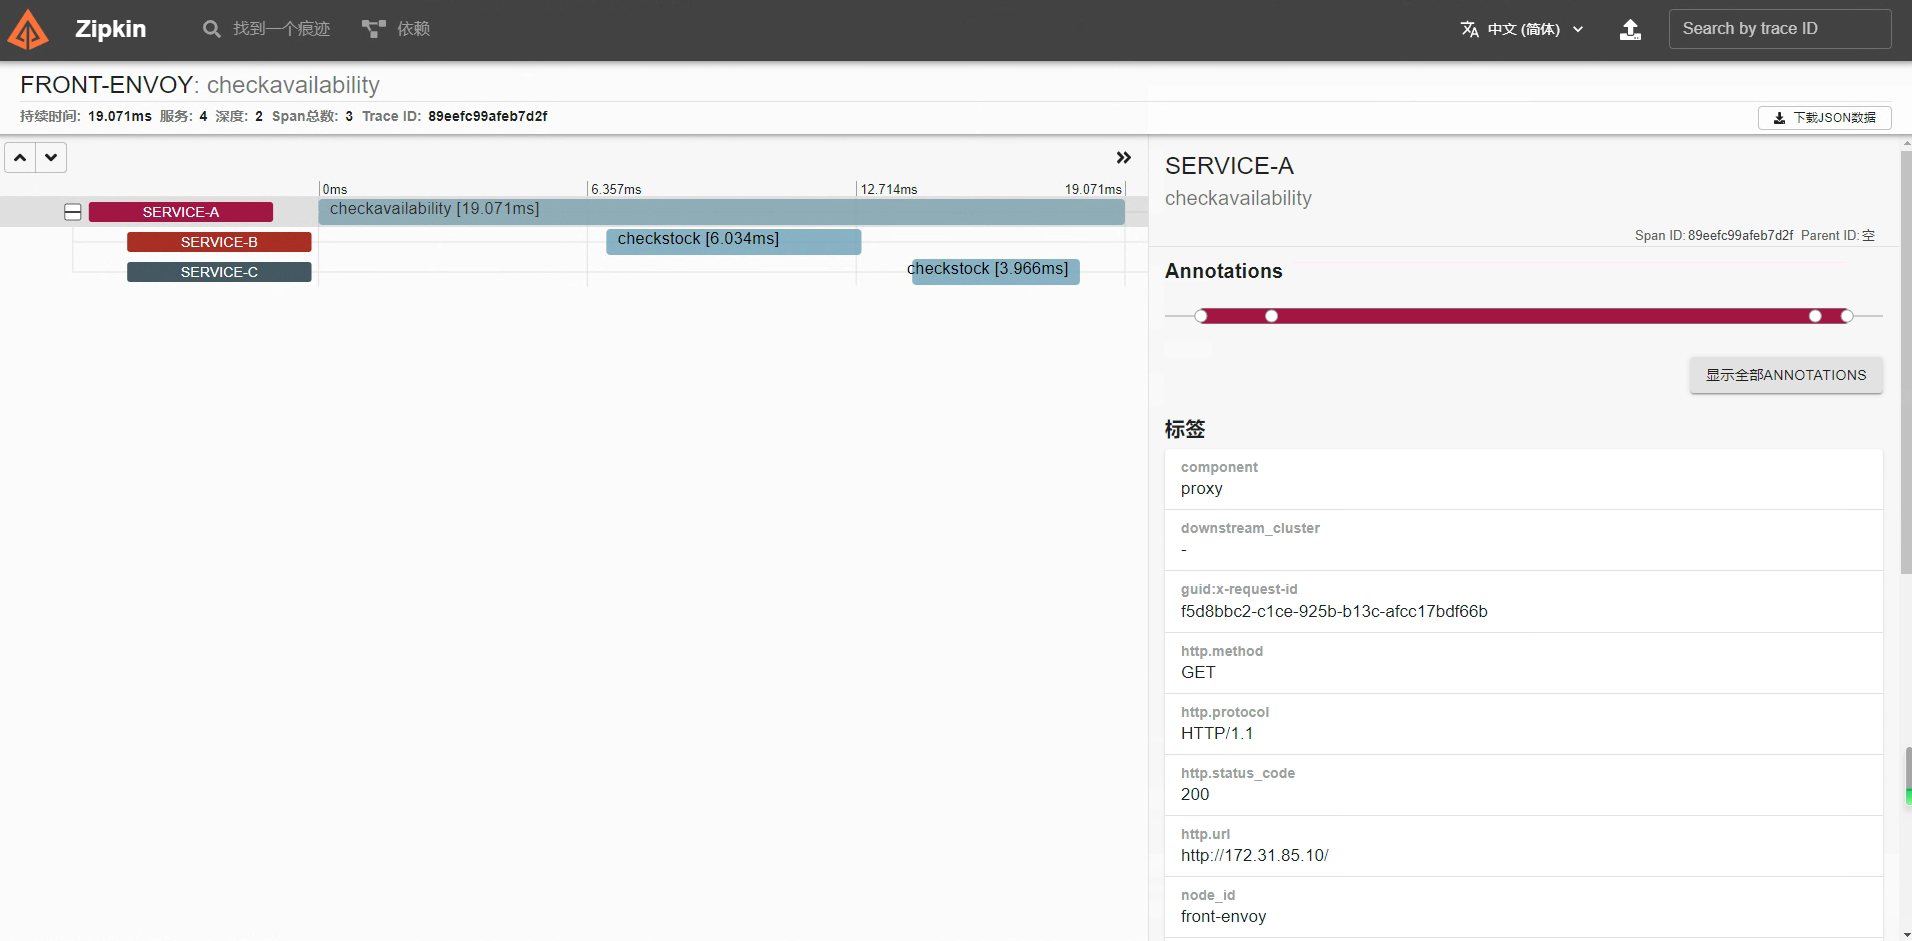 Zipkin
找到一个痕迹
依赖
中文 (简体)
Search by trace ID
FRONT-ENVOY: checkavailability
持续时间: 19.071ms 服务: 4 深度: 2 Span总数: 3 Trace ID: 89eefc99afeb7d2f
下载JSON数据
0ms
6.357ms
12.714ms
19.071ms
SERVICE-A
checkavailability [19.071ms]
SERVICE-B
checkstock [6.034ms]
SERVICE-C
checkstock [3.966ms]
SERVICE-A
checkavailability
Span ID: 89eefc99afeb7d2f Parent ID: 空
Annotations
显示全部ANNOTATIONS
标签
component
proxy
downstream_cluster
-
guid:x-request-id
f5d8bbc2-c1ce-925b-b13c-afcc17bdf66b
http.method
GET
http.protocol
HTTP/1.1
http.status_code
200
http.url
http://172.31.85.10/
node_id
front-envoy